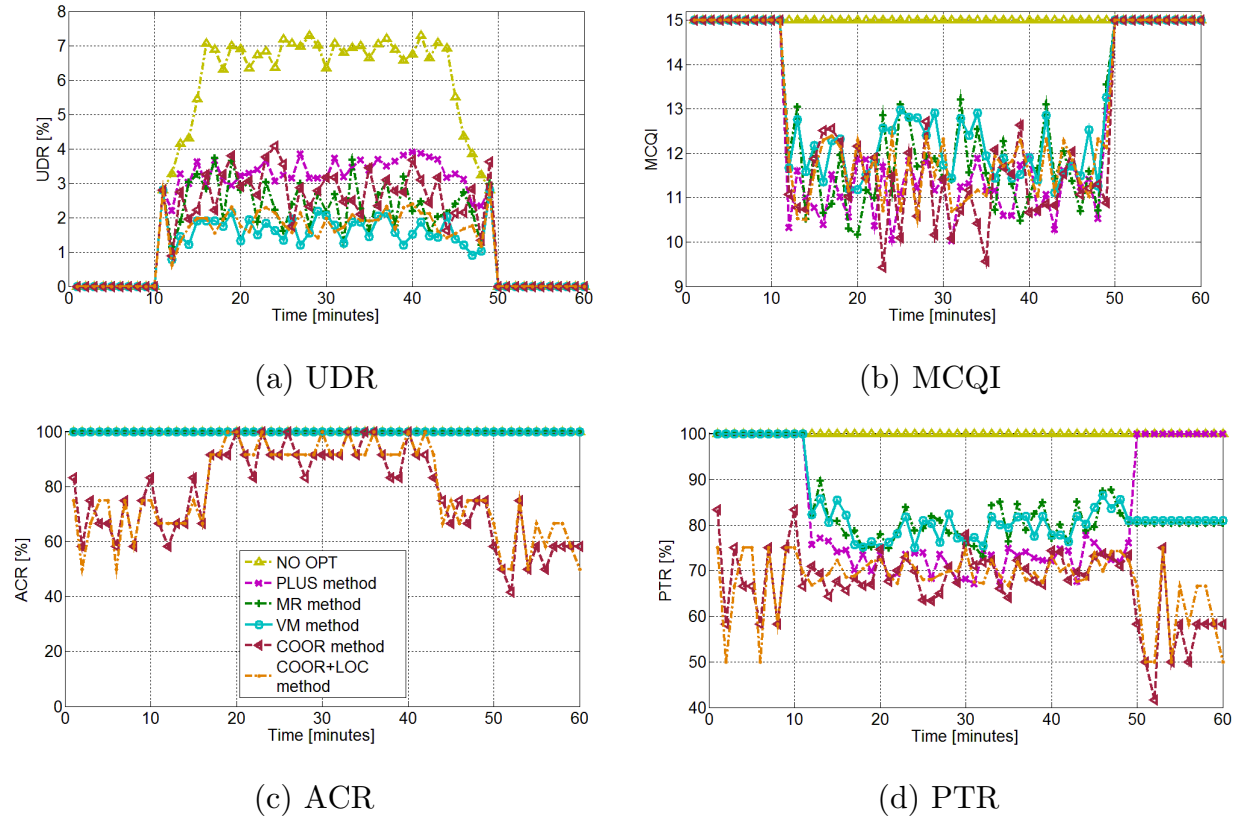 8
7
6
5
4
3
2
1
0
UDR [%]
0 10 20 30 40 50 60
Time [minutes]
(a) UDR
15
14
13
12
11
10
9
MCQI
0 10 20 30 40 50 60
Time [minutes]
(b) MCQI
100
80
60
40
20
0
ACR [%]
NO OPT
PLUS method
MR method
VM method
COOR method
COOR+LOC
method
0 10 20 30 40 50 60
Time [minutes]
(c) ACR
100
90
80
70
60
50
40
PTR [%]
0 10 20 30 40 50 60
Time [minutes]
(d) PTR